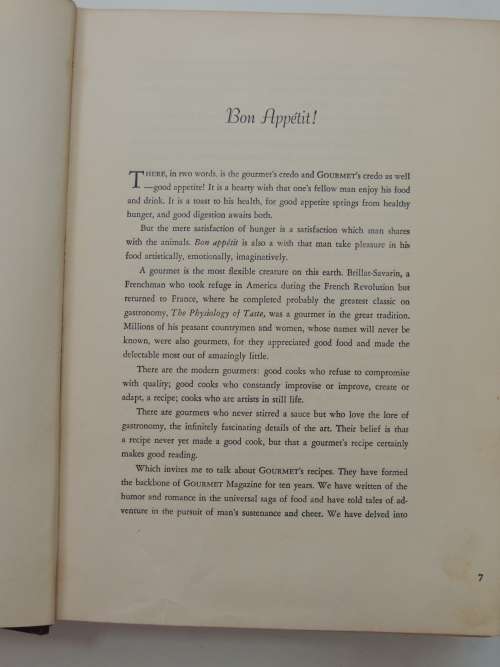 Bon Appétit!
THERE, in two words, is the gourmet's credo and GOURMET's credo as well
—good appetite! It is a hearty wish that one's fellow man enjoy his food
and drink. It is a toast to his health, for good appetite springs from healthy
hunger, and good digestion awaits both.
But the mere satisfaction of hunger is a satisfaction which man shares
with the animals. Bon appétit is also a wish that man take pleasure in his
food artistically, emotionally, imaginatively.
A gourmet is the most flexible creature on this earth. Brillat-Savarin, a
Frenchman who took refuge in America during the French Revolution but
returned to France, where he completed probably the greatest classic on
gastronomy, The Physiology of Taste, was a gourmet in the great tradition.
Millions of his peasant countrymen and women, whose names will never be
known, were also gourmets, for they appreciated good food and made the
delectable most out of amazingly little.
There are the modern gourmets: good cooks who refuse to compromise
with quality; good cooks who constantly improvise or improve, create or
adapt, a recipe; cooks who are artists in still life.
There are gourmets who never stirred a sauce but who love the lore of
gastronomy, the infinitely fascinating details of the art. Their belief is that
a recipe never yet made a good cook, but that a gourmet's recipe certainly
makes good reading.
Which invites me to talk about GOURMET's recipes. They have formed
the backbone of GOURMET Magazine for ten years. We have written of the
humor and romance in the universal saga of food and have told tales of ad-
venture in the pursuit of man's sustenance and cheer. We have delved into
7